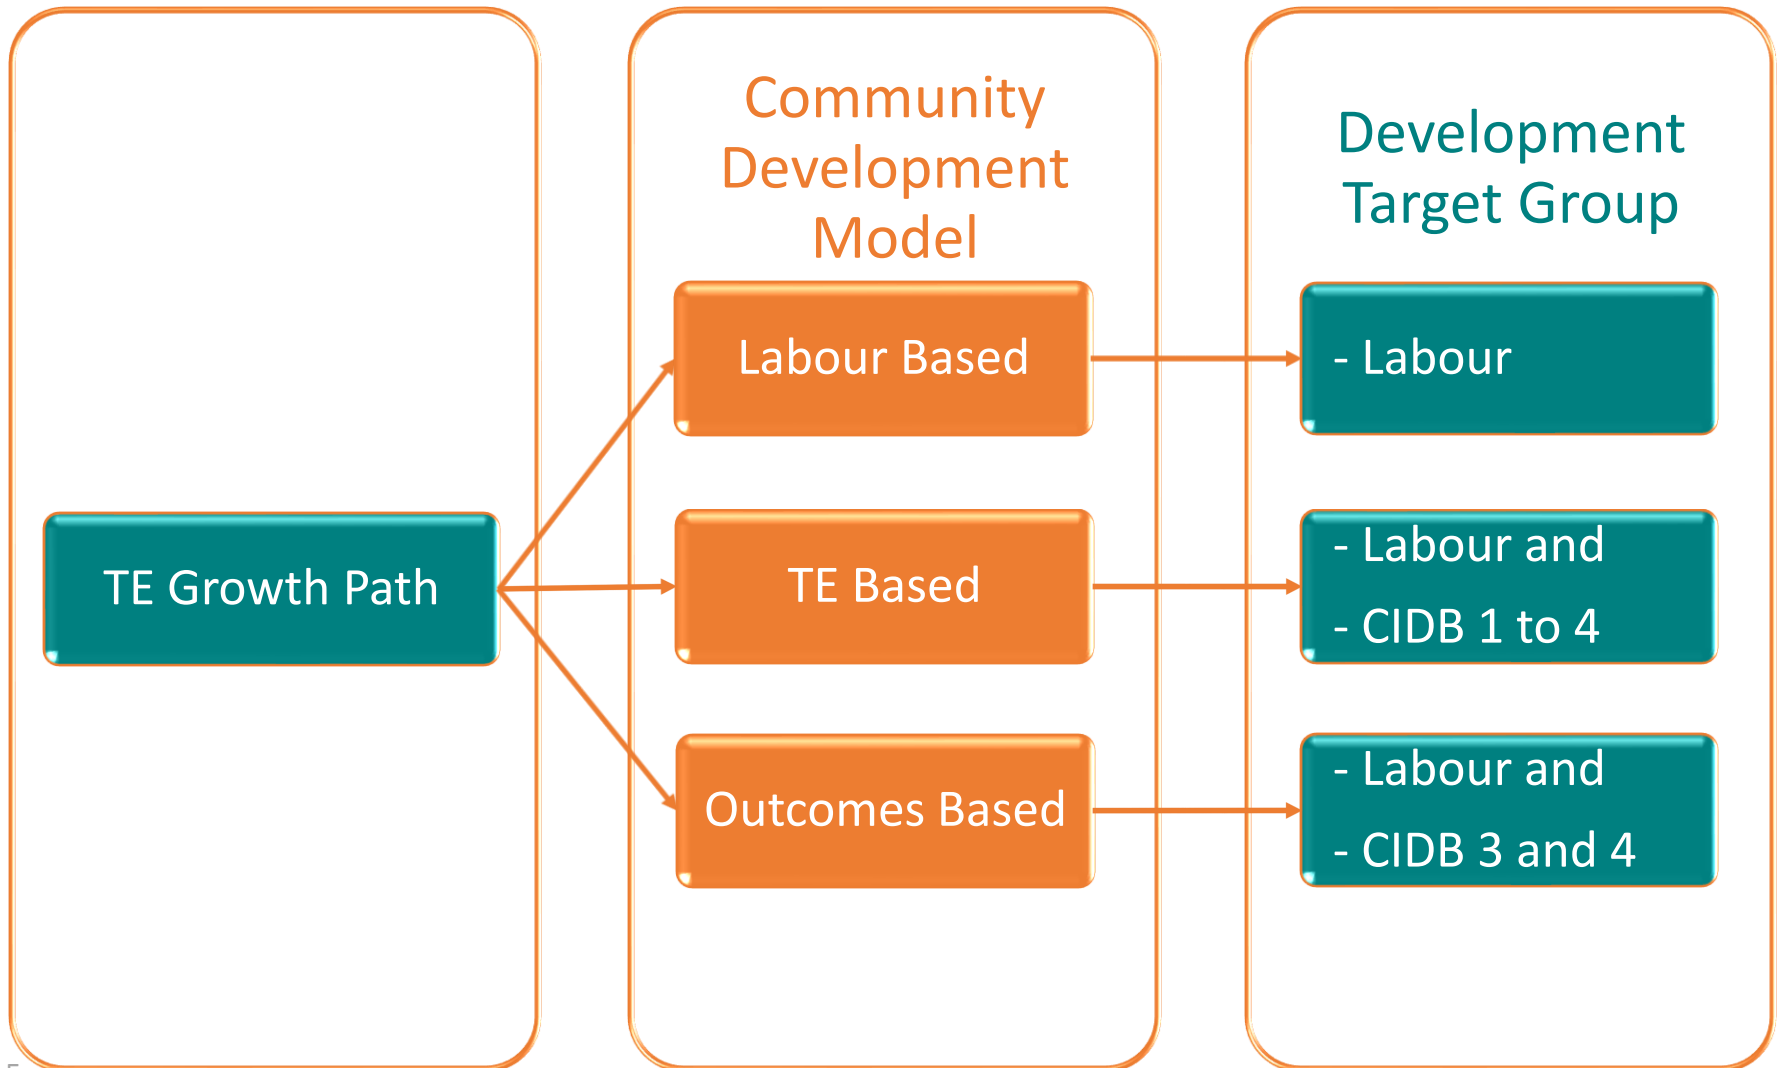 Community
Development
Model
Development
Target Group
TE Growth Path
Labour Based
- Labour
TE Based
- Labour and
- CIDB 1 to 4
Outcomes Based
- Labour and
- CIDB 3 and 4